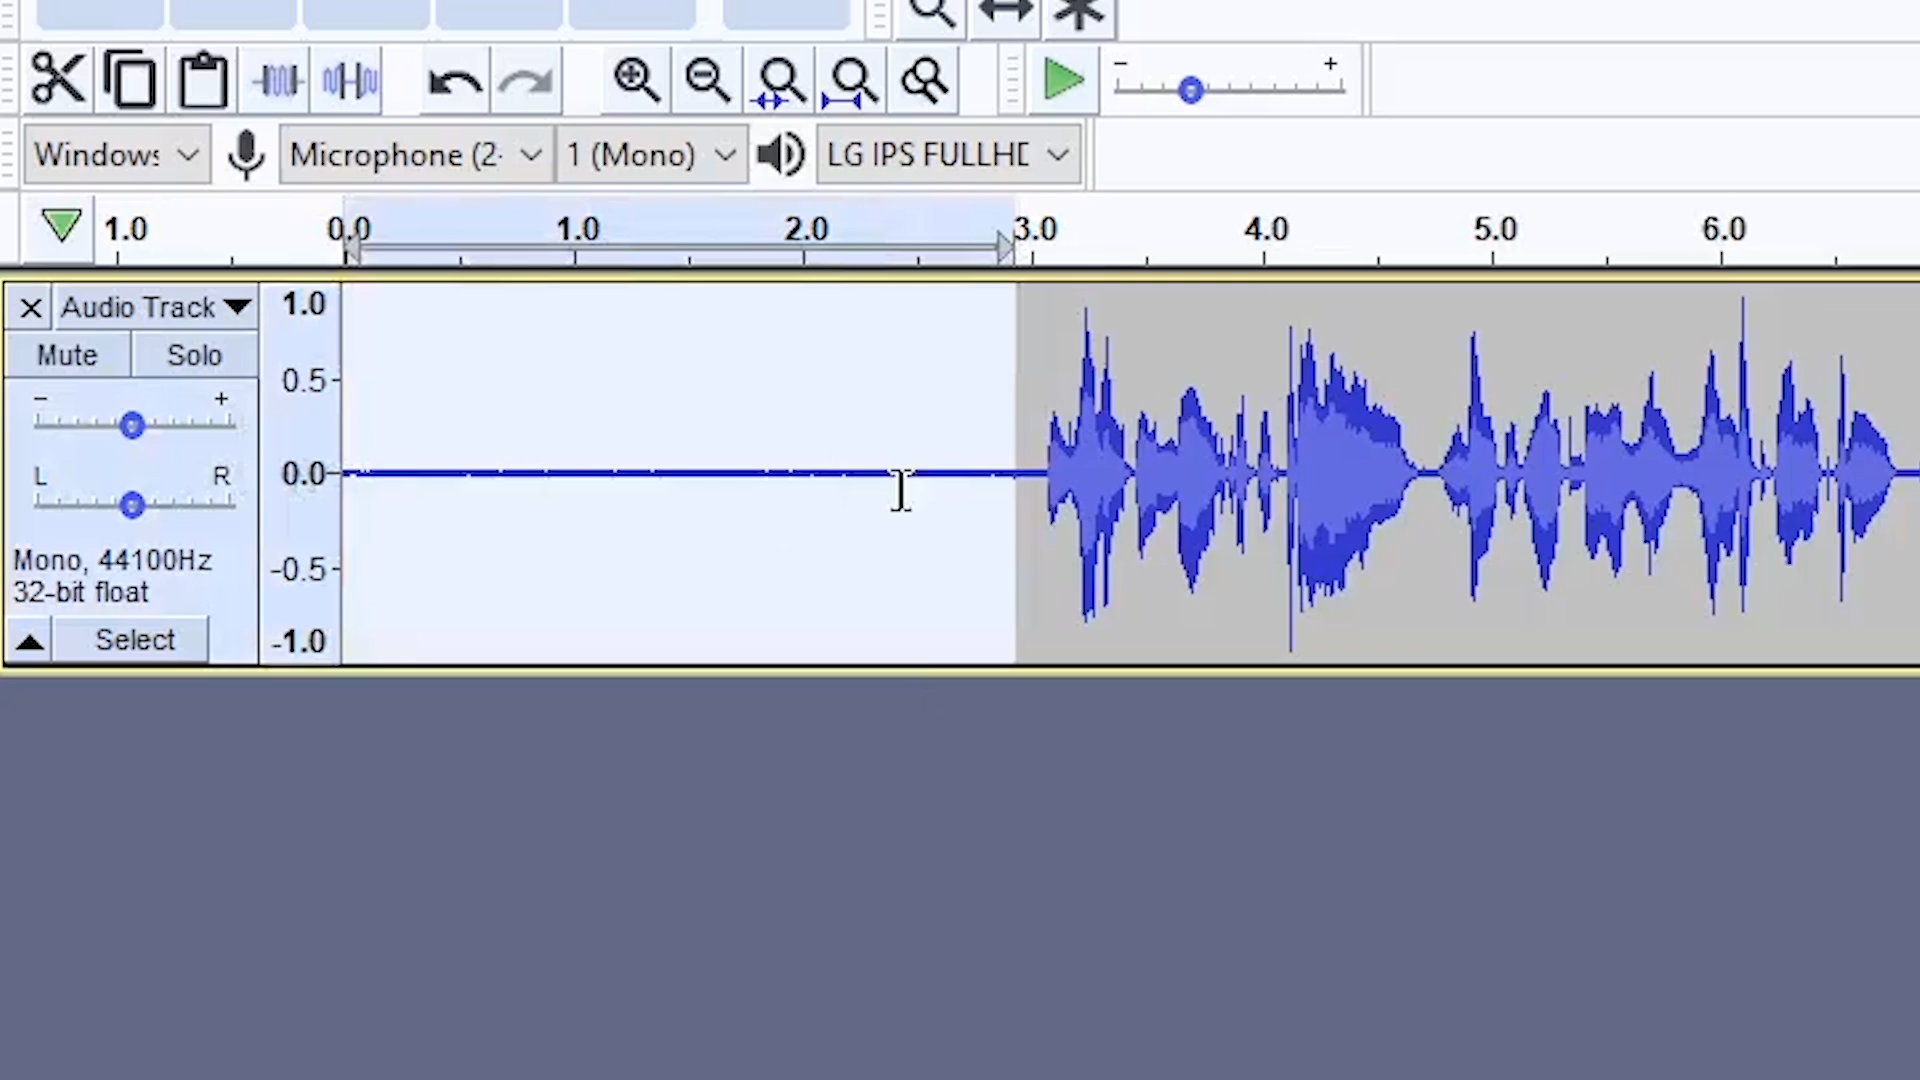 - +
Windows Microphone (2- 1 (Mono) LG IPS FULLHD
1.0 0.0 1.0 2.0 3.0 4.0 5.0 6.0
× Audio Track
Mute Solo
- +
L R
Mono, 44100Hz
32-bit float
Select
1.0
0.5
0.0
-0.5
-1.0